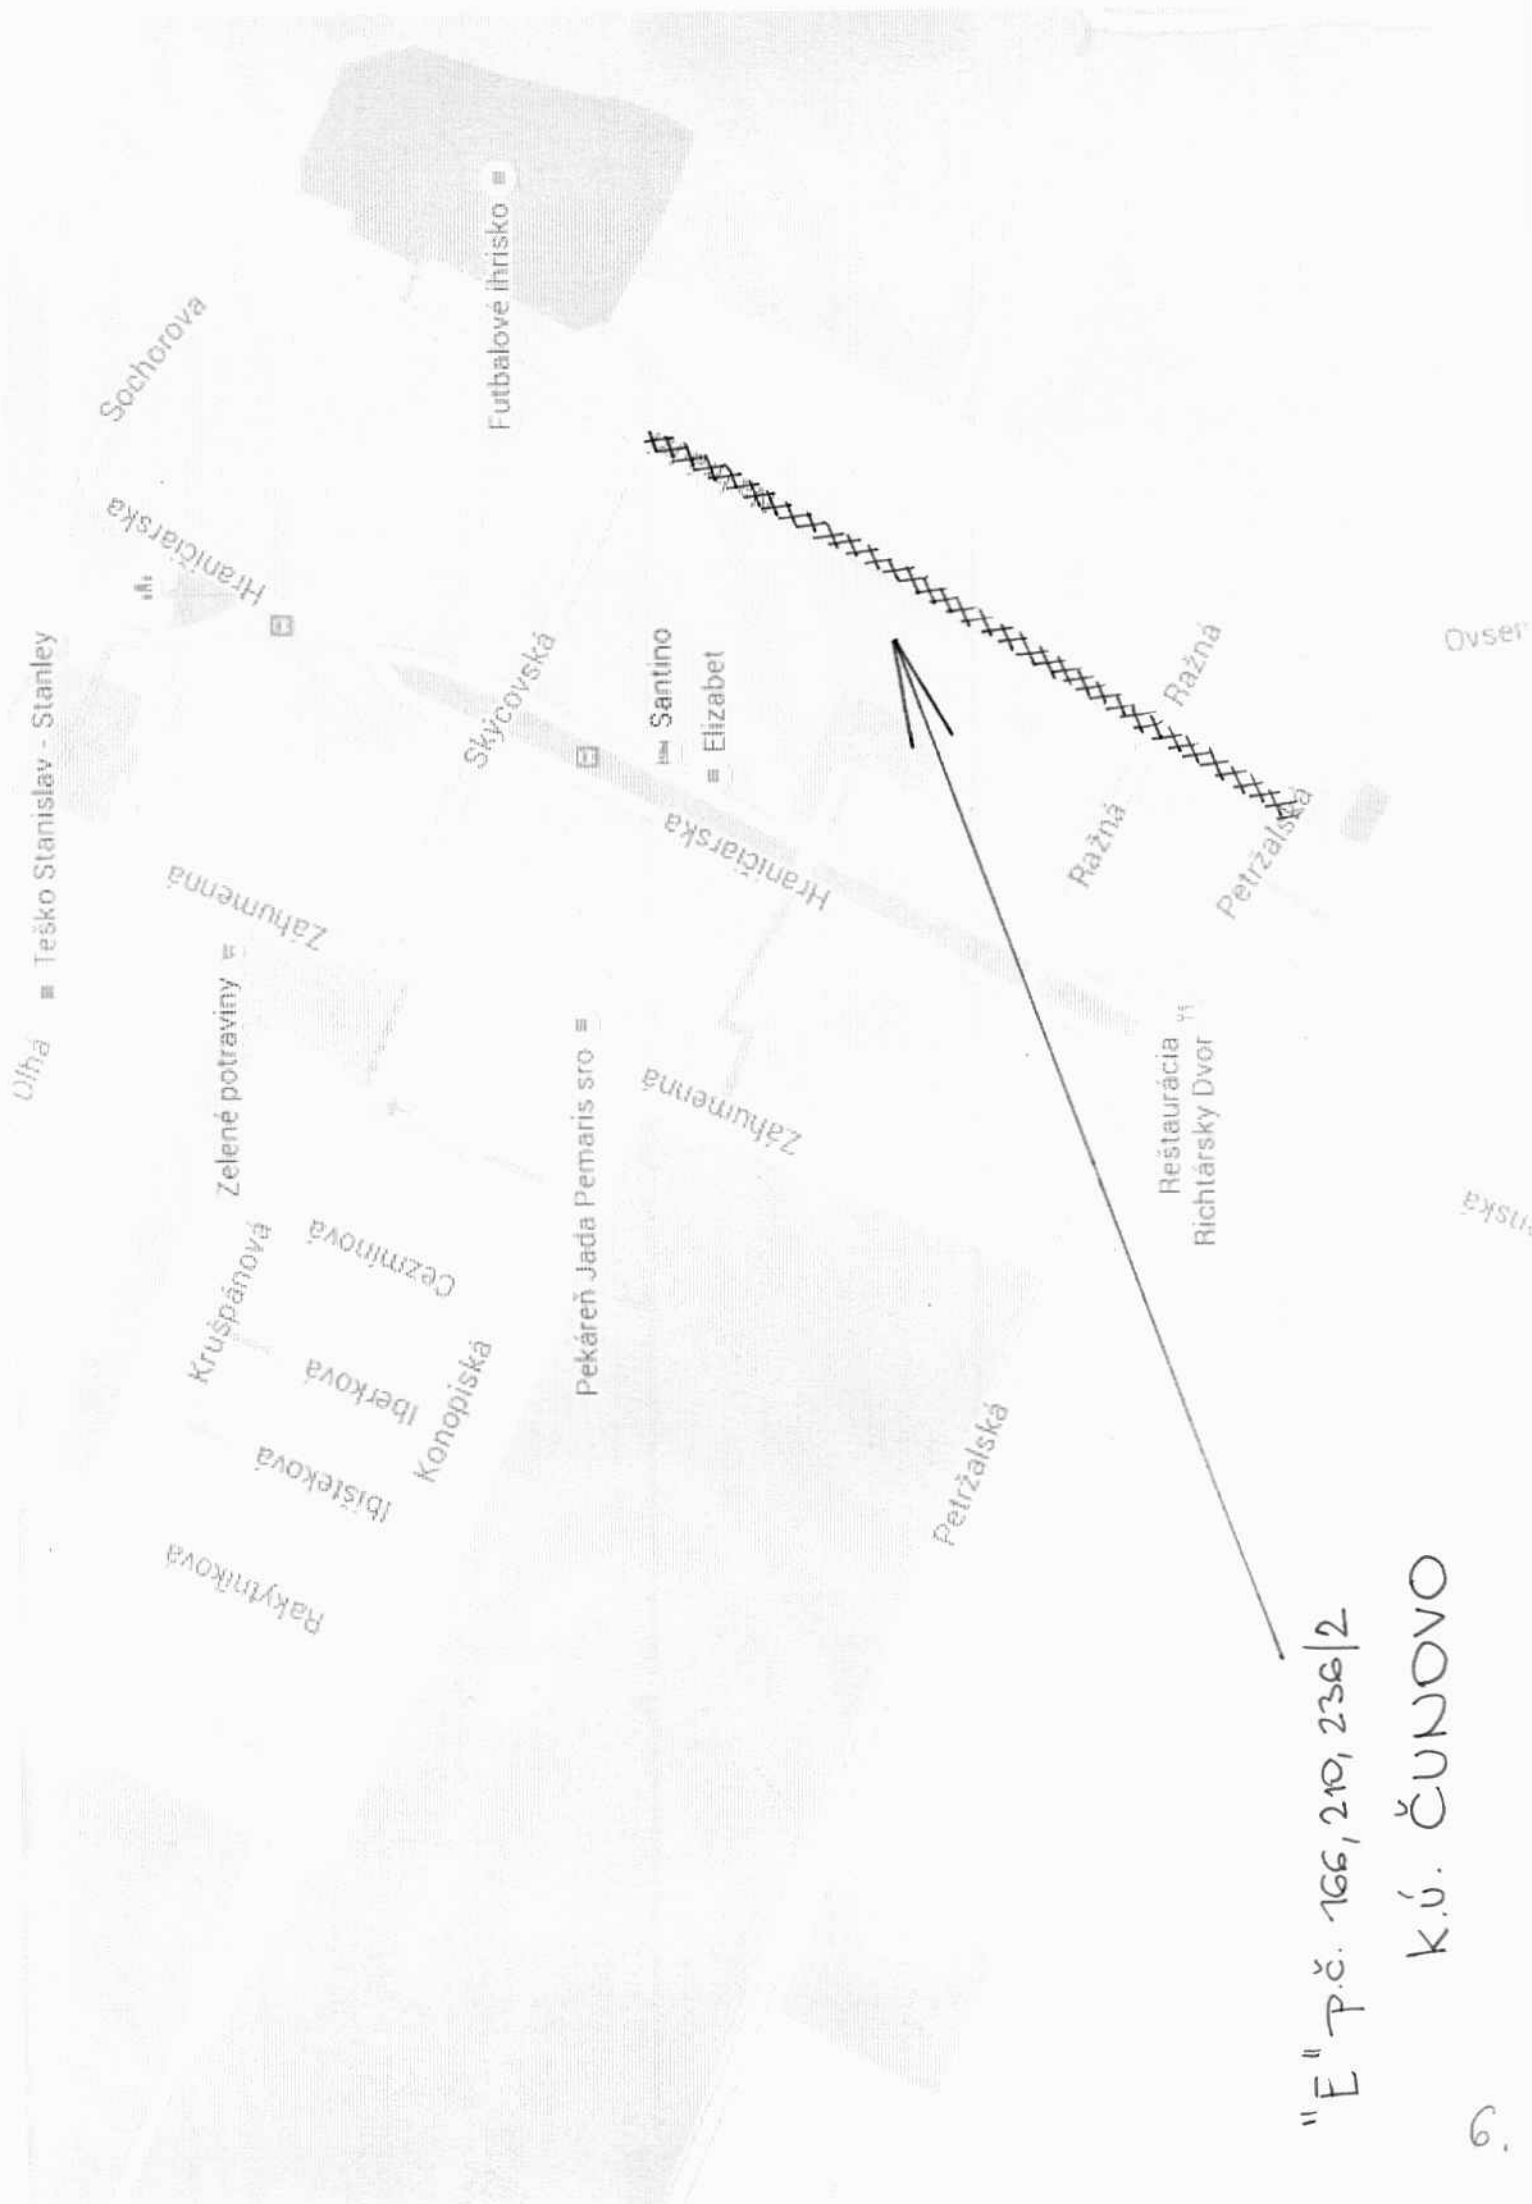 Dlhá
Teško Stanislav - Stanley
Sochorova
Hraničiarska
Záhumenná
Zelené potraviny
Krušpánová
Cezmínová
Iberková
Ibišteková
Rakytníková
Konopiská
Futbalové ihrisko
Skýcovská
Santino
Elizabet
Hraničiarska
Pekáreň Jada Pemaris sro
Záhumenná
Petržalská
Ražná
Ražná
Petržalská
Reštaurácia
Richtársky Dvor
Ovser
nská
"E" p.č. 166, 210, 236/2
K.Ú. ČUNOVO
6.